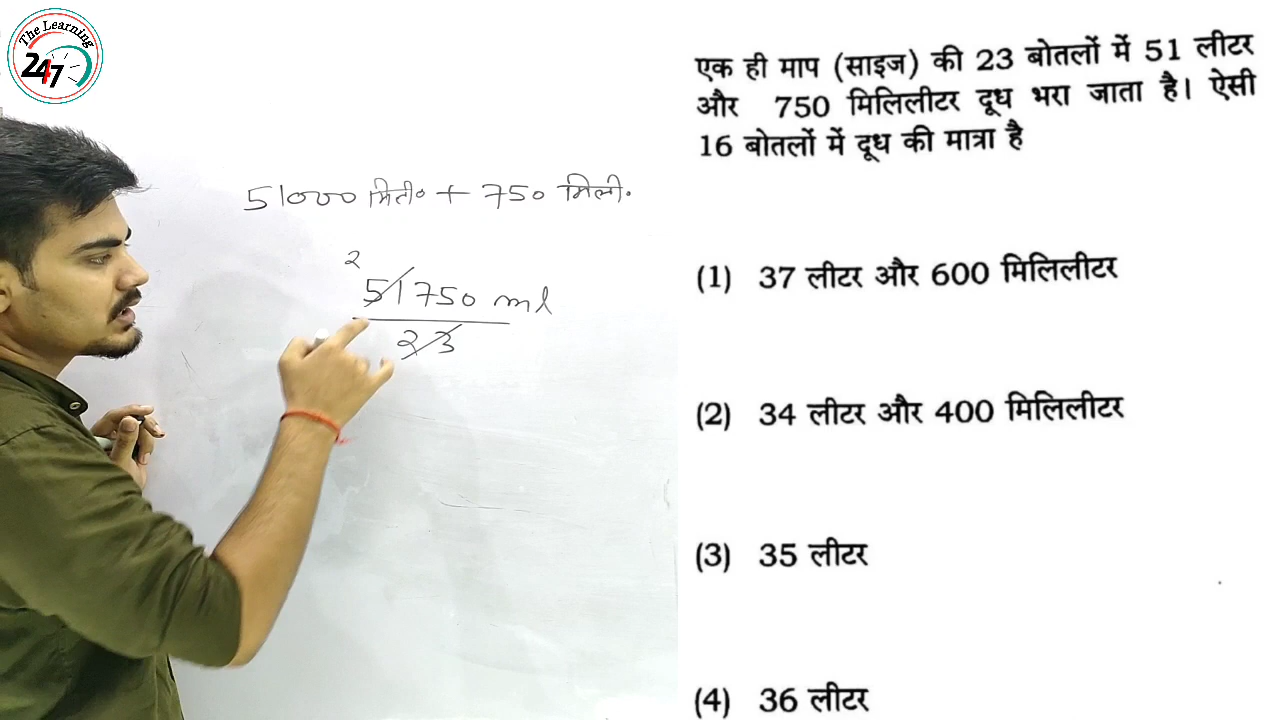 The Learning
247
एक ही माप (साइज) की 23 बोतलों में 51 लीटर
और 750 मिलिलीटर दूध भरा जाता है। ऐसी
16 बोतलों में दूध की मात्रा है
51000 मिली० + 750 मिली.
2
51750 ml
23
(1) 37 लीटर और 600 मिलिलीटर
(2) 34 लीटर और 400 मिलिलीटर
(3) 35 लीटर
(4) 36 लीटर